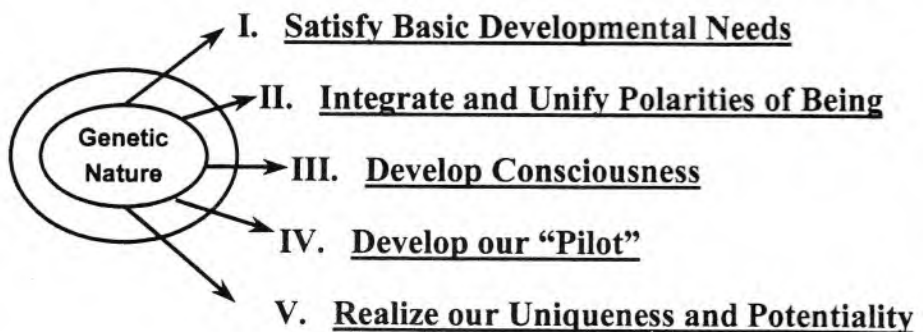 I. Satisfy Basic Developmental Needs
II. Integrate and Unify Polarities of Being
Genetic
Nature
III. Develop Consciousness
IV. Develop our “Pilot”
V. Realize our Uniqueness and Potentiality